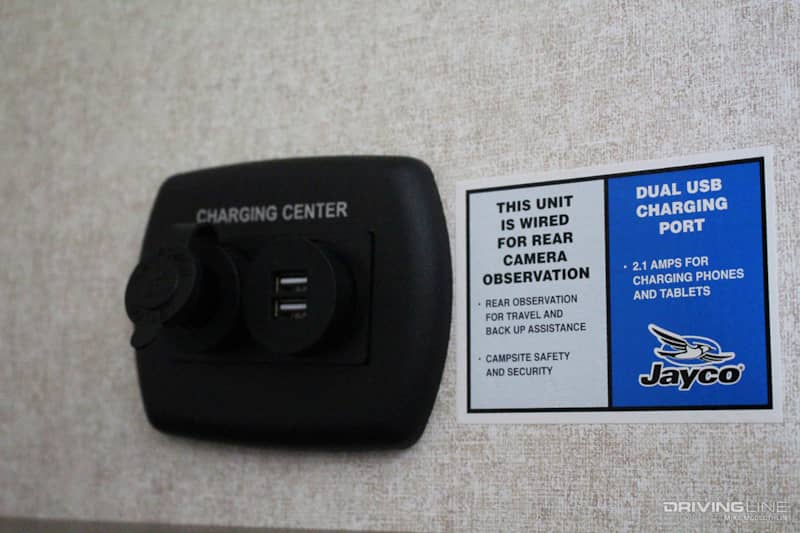 CHARGING CENTER
THIS UNIT
IS WIRED
FOR REAR
CAMERA
OBSERVATION
· REAR OBSERVATION
FOR TRAVEL AND
BACK UP ASSISTANCE
· CAMPSITE SAFETY
AND SECURITY
DUAL USB
CHARGING
PORT
· 2.1 AMPS FOR
CHARGING PHONES
AND TABLETS
Jayco
DRIVINGLINE